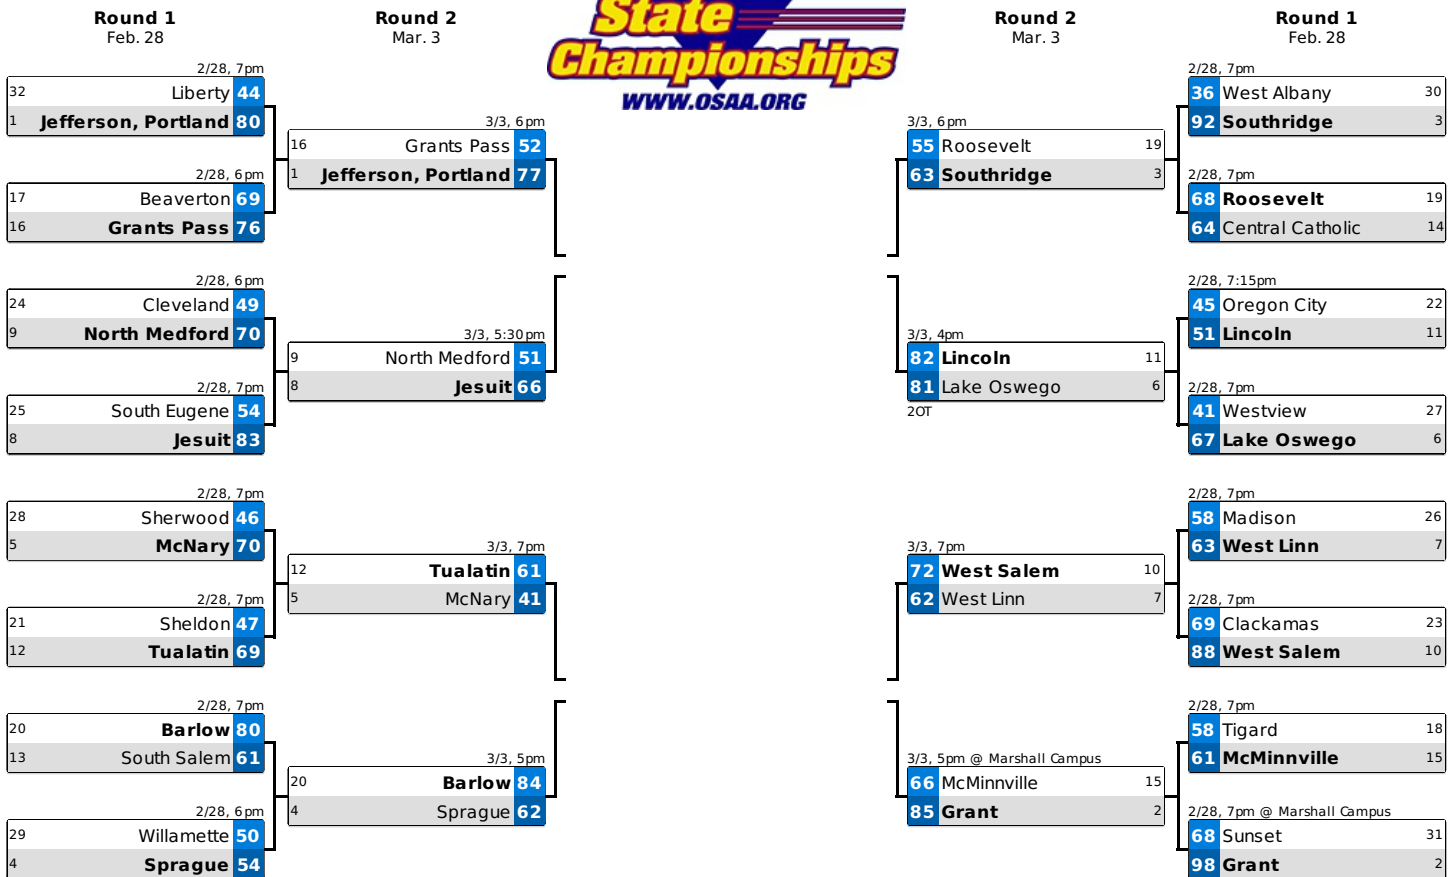 Round 1
Feb. 28
Round 2
Mar. 3
State
Championships
WWW.OSAA.ORG
Round 2
Mar. 3
Round 1
Feb. 28
2/28, 7pm
32 Liberty 44
1 Jefferson, Portland 80
2/28, 6pm
17 Beaverton 69
16 Grants Pass 76
2/28, 6pm
24 Cleveland 49
9 North Medford 70
2/28, 7pm
25 South Eugene 54
8 Jesuit 83
2/28, 7pm
28 Sherwood 46
5 McNary 70
2/28, 7pm
21 Sheldon 47
12 Tualatin 69
2/28, 7pm
20 Barlow 80
13 South Salem 61
2/28, 6pm
29 Willamette 50
4 Sprague 54
3/3, 6pm
16 Grants Pass 52
1 Jefferson, Portland 77
3/3, 5:30pm
9 North Medford 51
8 Jesuit 66
3/3, 7pm
12 Tualatin 61
5 McNary 41
3/3, 5pm
20 Barlow 84
4 Sprague 62
3/3, 6pm
55 Roosevelt 19
63 Southridge 3
3/3, 4pm
82 Lincoln 11
81 Lake Oswego 6
2OT
3/3, 7pm
72 West Salem 10
62 West Linn 7
3/3, 5pm @ Marshall Campus
66 McMinnville 15
85 Grant 2
2/28, 7pm
36 West Albany 30
92 Southridge 3
2/28, 7pm
68 Roosevelt 19
64 Central Catholic 14
2/28, 7:15pm
45 Oregon City 22
51 Lincoln 11
2/28, 7pm
41 Westview 27
67 Lake Oswego 6
2/28, 7pm
58 Madison 26
63 West Linn 7
2/28, 7pm
69 Clackamas 23
88 West Salem 10
2/28, 7pm
58 Tigard 18
61 McMinnville 15
2/28, 7pm @ Marshall Campus
68 Sunset 31
98 Grant 2